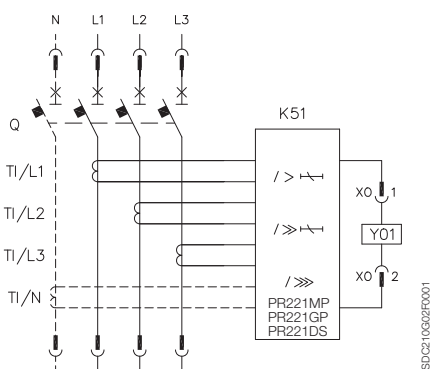 N L1 L2 L3
Q
K51
TI/L1
/ >
X0 1
TI/L2
/ ≫
Y01
TI/L3
X0 2
/ ⋙
TI/N
PR221MP
PR221GP
PR221DS
SDC210G02F0001